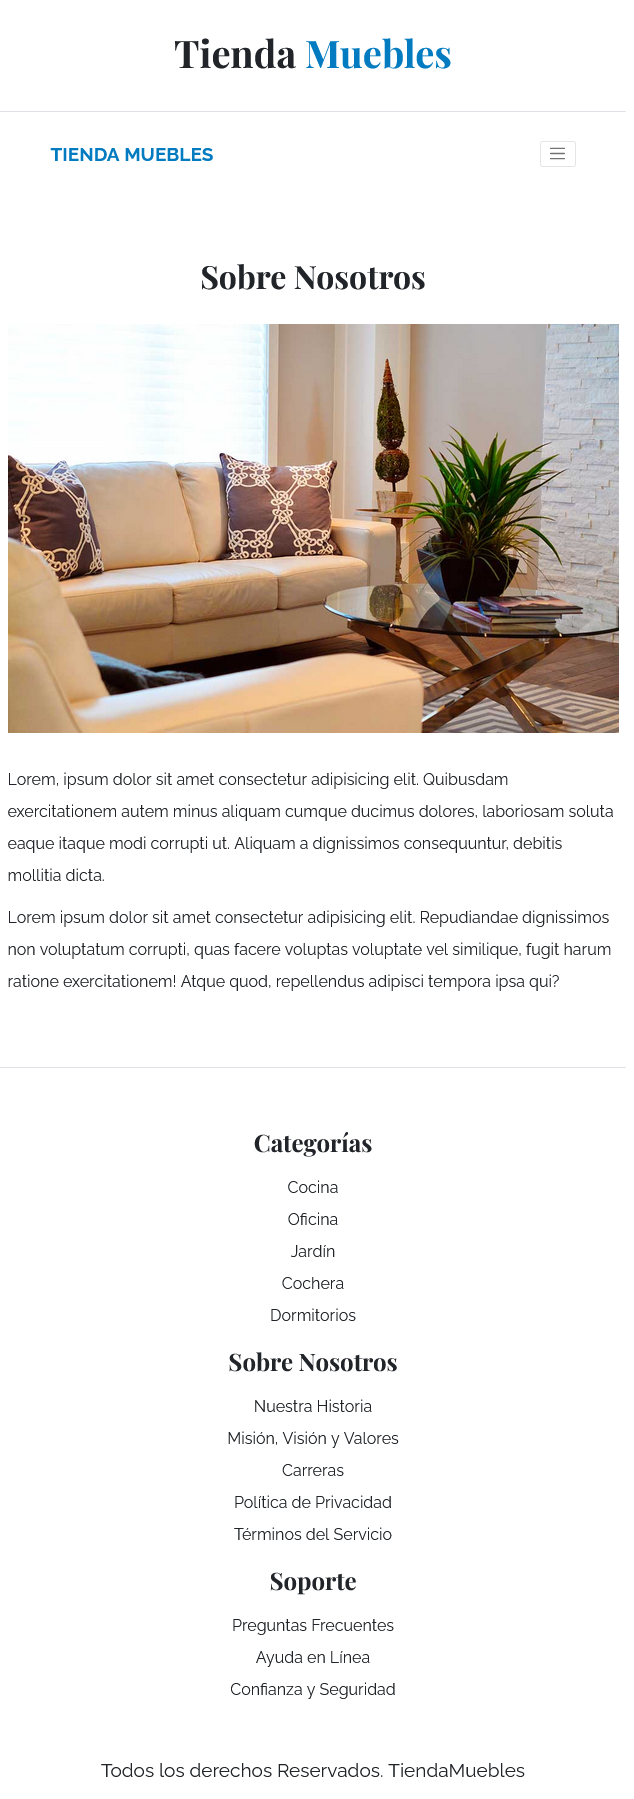 Tienda Muebles
TIENDA MUEBLES
Sobre Nosotros
Lorem, ipsum dolor sit amet consectetur adipisicing elit. Quibusdam
exercitationem autem minus aliquam cumque ducimus dolores, laboriosam soluta
eaque itaque modi corrupti ut. Aliquam a dignissimos consequuntur, debitis
mollitia dicta.
Lorem ipsum dolor sit amet consectetur adipisicing elit. Repudiandae dignissimos
non voluptatum corrupti, quas facere voluptas voluptate vel similique, fugit harum
ratione exercitationem! Atque quod, repellendus adipisci tempora ipsa qui?
Categorías
Cocina
Oficina
Jardín
Cochera
Dormitorios
Sobre Nosotros
Nuestra Historia
Misión, Visión y Valores
Carreras
Política de Privacidad
Términos del Servicio
Soporte
Preguntas Frecuentes
Ayuda en Línea
Confianza y Seguridad
Todos los derechos Reservados. TiendaMuebles